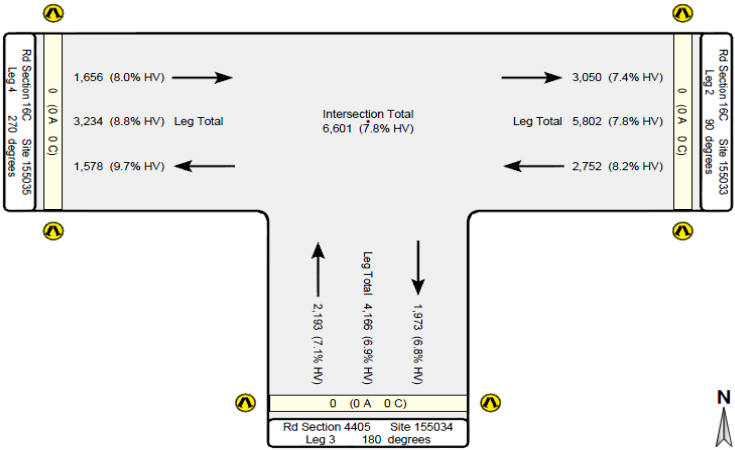 1,656 (8.0% HV)
3,050 (7.4% HV)
Intersection Total
6,601 (7.8% HV)
3,234 (8.8% HV) Leg Total
Leg Total 5,802 (7.8% HV)
1,578 (9.7% HV)
2,752 (8.2% HV)
Rd Section 16C Site 155035
Leg 4 270 degrees
0 (0 A 0 C)
0 (0 A 0 C)
Rd Section 16C Site 155033
Leg 2 90 degrees
2,193 (7.1% HV)
Leg Total 4,166 (6.9% HV)
1,973 (6.8% HV)
0 (0 A 0 C)
Rd Section 4405 Site 155034
Leg 3 180 degrees
N